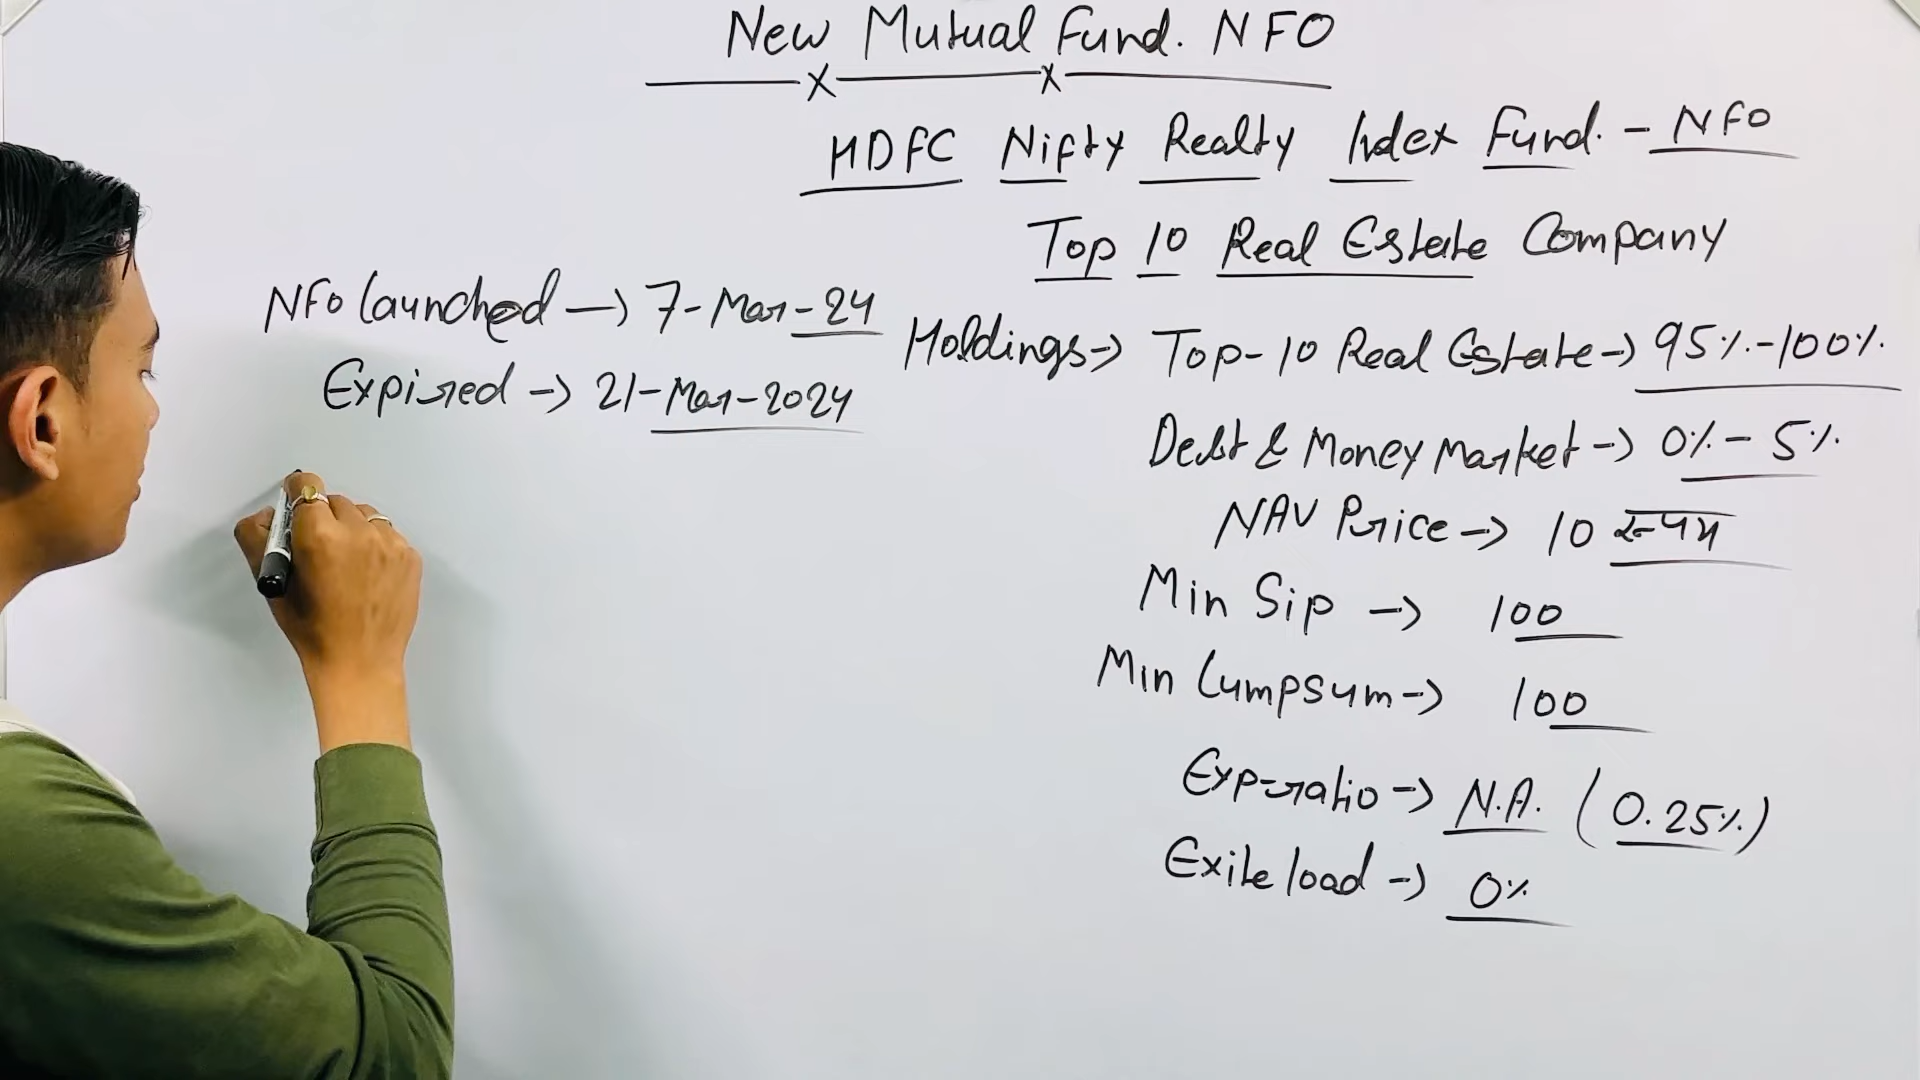 New Mutual Fund. NFO
HDFC Nifty Realty Index Fund. - NFO
Top 10 Real Estate Company
NFO launched → 7-Mar-24
Expired → 21-Mar-2024
Holdings → Top-10 Real Estate → 95%-100%
Debt & Money Market → 0% - 5%
NAV Price → 10 रूपए
Min Sip → 100
Min Lumpsum → 100
Exp-ratio → N.A. (0.25%)
Exite load → 0%